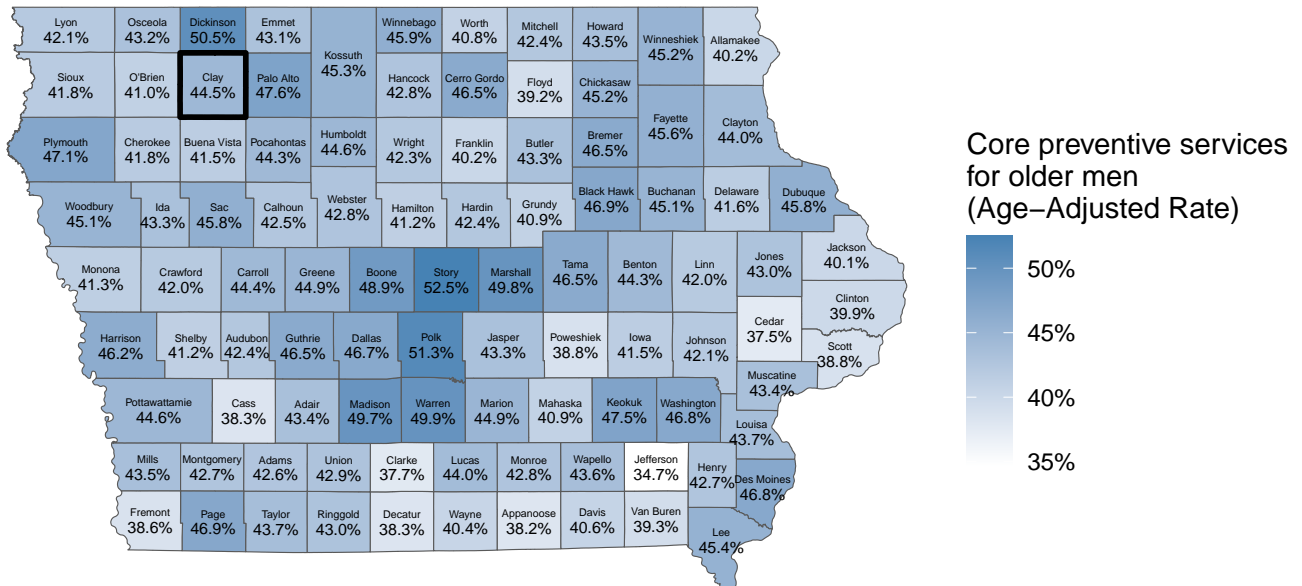 Lyon
42.1%
Osceola
43.2%
Dickinson
50.5%
Emmet
43.1%
Kossuth
45.3%
Winnebago
45.9%
Worth
40.8%
Mitchell
42.4%
Howard
43.5%
Winneshiek
45.2%
Allamakee
40.2%
Sioux
41.8%
O'Brien
41.0%
Clay
44.5%
Palo Alto
47.6%
Hancock
42.8%
Cerro Gordo
46.5%
Floyd
39.2%
Chickasaw
45.2%
Plymouth
47.1%
Cherokee
41.8%
Buena Vista
41.5%
Pocahontas
44.3%
Humboldt
44.6%
Wright
42.3%
Franklin
40.2%
Butler
43.3%
Bremer
46.5%
Fayette
45.6%
Clayton
44.0%
Woodbury
45.1%
Ida
43.3%
Sac
45.8%
Calhoun
42.5%
Webster
42.8%
Hamilton
41.2%
Hardin
42.4%
Grundy
40.9%
Black Hawk
46.9%
Buchanan
45.1%
Delaware
41.6%
Dubuque
45.8%
Monona
41.3%
Crawford
42.0%
Carroll
44.4%
Greene
44.9%
Boone
48.9%
Story
52.5%
Marshall
49.8%
Tama
46.5%
Benton
44.3%
Linn
42.0%
Jones
43.0%
Jackson
40.1%
Clinton
39.9%
Harrison
46.2%
Shelby
41.2%
Audubon
42.4%
Guthrie
46.5%
Dallas
46.7%
Polk
51.3%
Jasper
43.3%
Poweshiek
38.8%
Iowa
41.5%
Johnson
42.1%
Cedar
37.5%
Scott
38.8%
Muscatine
43.4%
Pottawattamie
44.6%
Cass
38.3%
Adair
43.4%
Madison
49.7%
Warren
49.9%
Marion
44.9%
Mahaska
40.9%
Keokuk
47.5%
Washington
46.8%
Louisa
43.7%
Mills
43.5%
Montgomery
42.7%
Adams
42.6%
Union
42.9%
Clarke
37.7%
Lucas
44.0%
Monroe
42.8%
Wapello
43.6%
Jefferson
34.7%
Henry
42.7%
Des Moines
46.8%
Fremont
38.6%
Page
46.9%
Taylor
43.7%
Ringgold
43.0%
Decatur
38.3%
Wayne
40.4%
Appanoose
38.2%
Davis
40.6%
Van Buren
39.3%
Lee
45.4%
Core preventive services
for older men
(Age−Adjusted Rate)
50%
45%
40%
35%